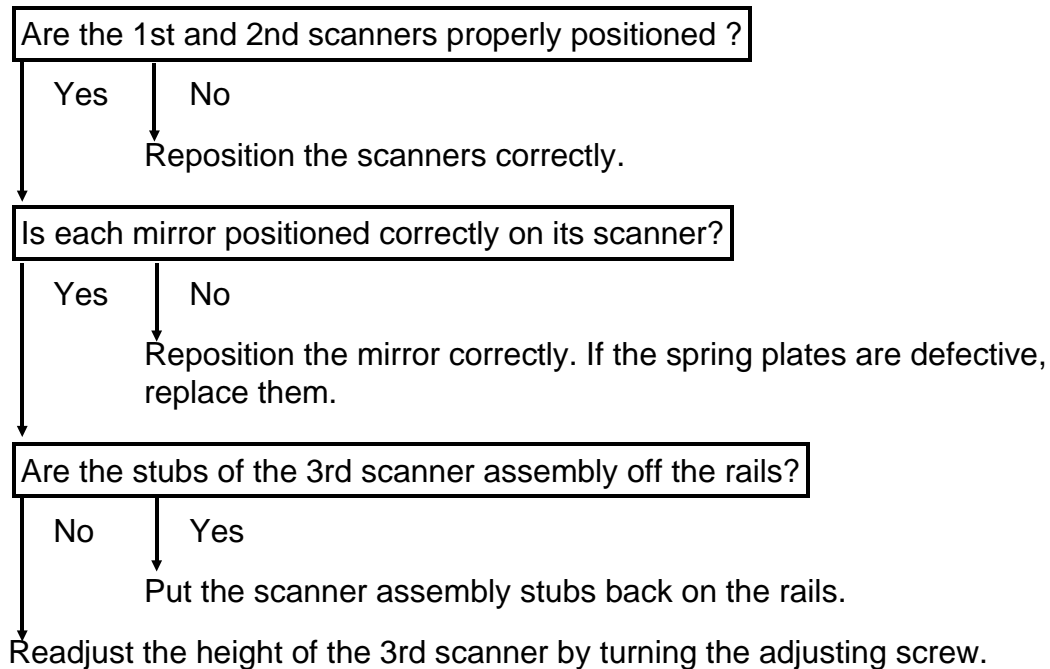 Are the 1st and 2nd scanners properly positioned ?
Yes No
Reposition the scanners correctly.
Is each mirror positioned correctly on its scanner?
Yes No
Reposition the mirror correctly. If the spring plates are defective,
replace them.
Are the stubs of the 3rd scanner assembly off the rails?
No Yes
Put the scanner assembly stubs back on the rails.
Readjust the height of the 3rd scanner by turning the adjusting screw.